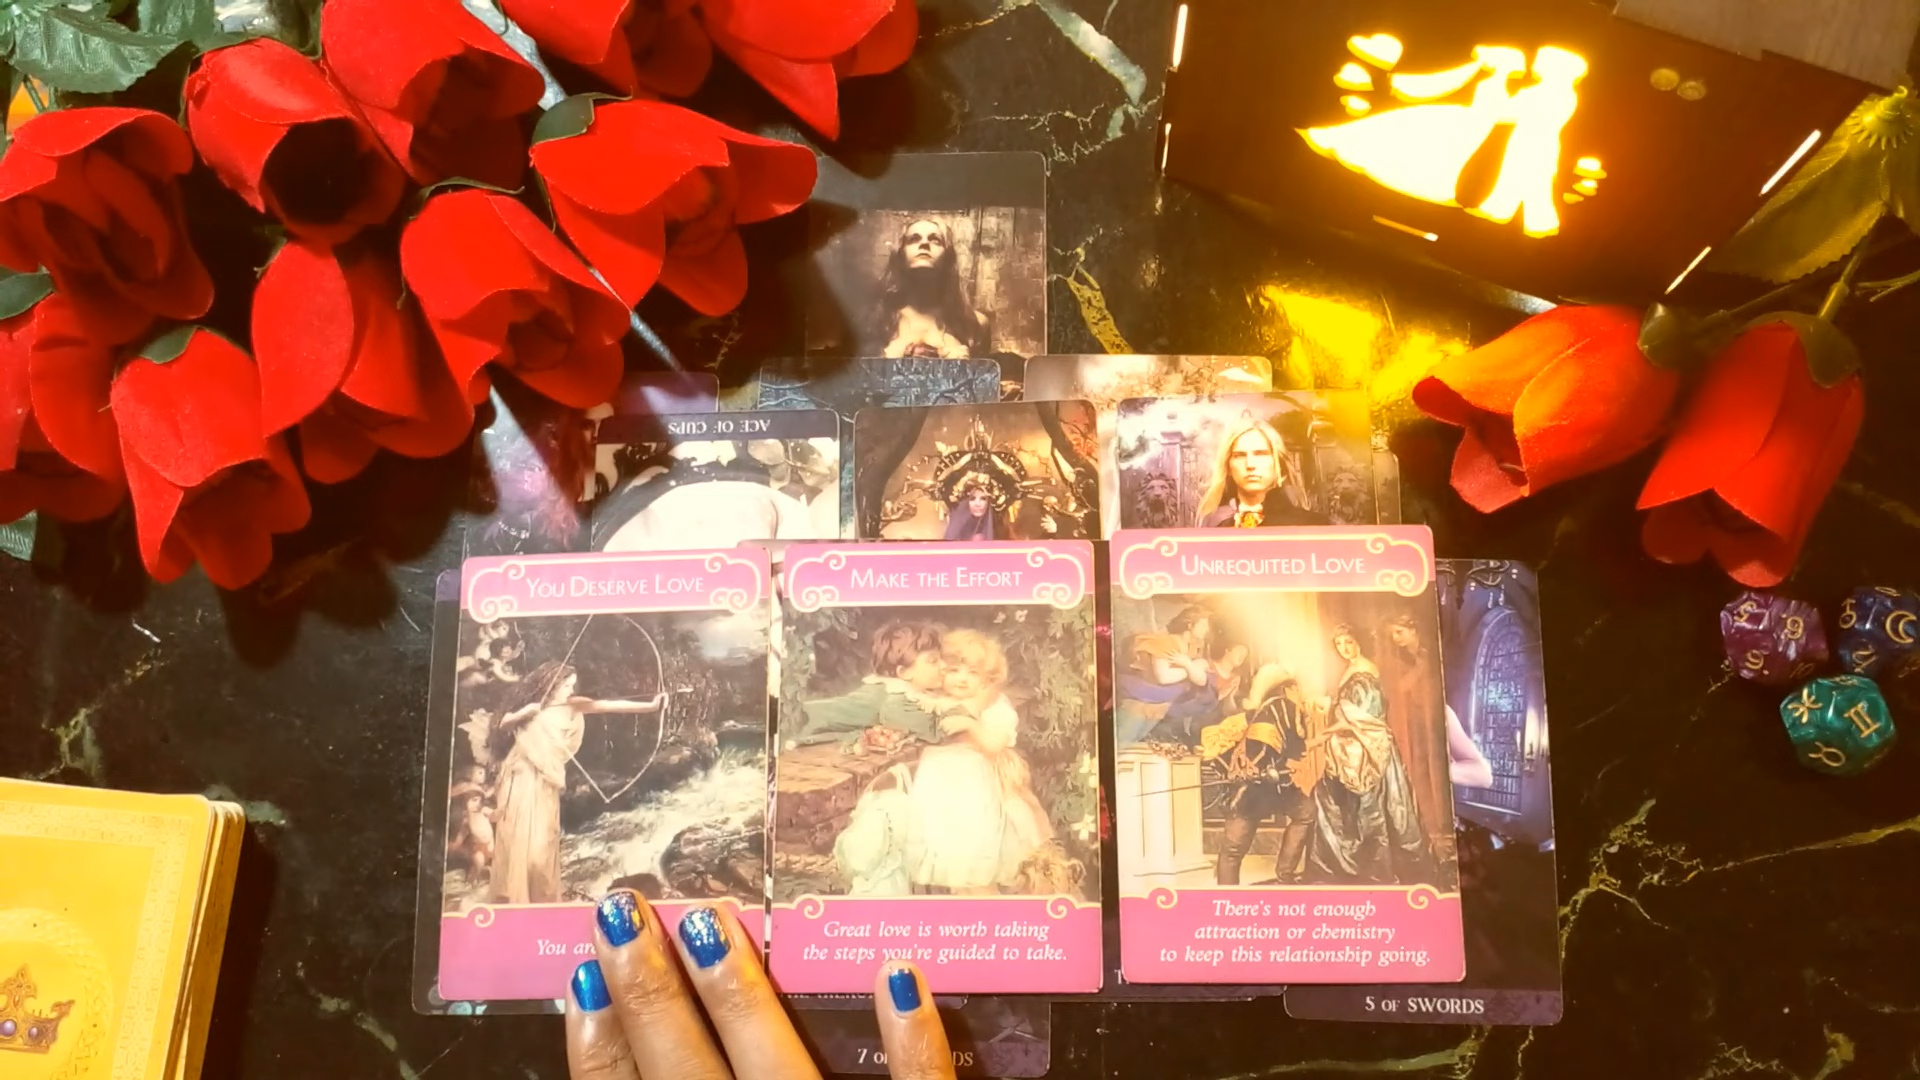 ACE OF CUPS
YOU DESERVE LOVE
MAKE THE EFFORT
UNREQUITED LOVE
You are
Great love is worth taking
the steps you're guided to take.
There's not enough
attraction or chemistry
to keep this relationship going.
5 OF SWORDS
7